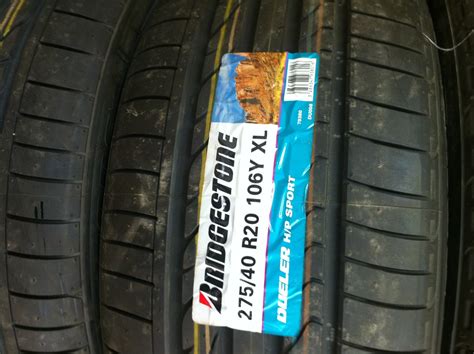 BRIDGESTONE
275/40 R20 106Y XL
DUELER H/P SPORT